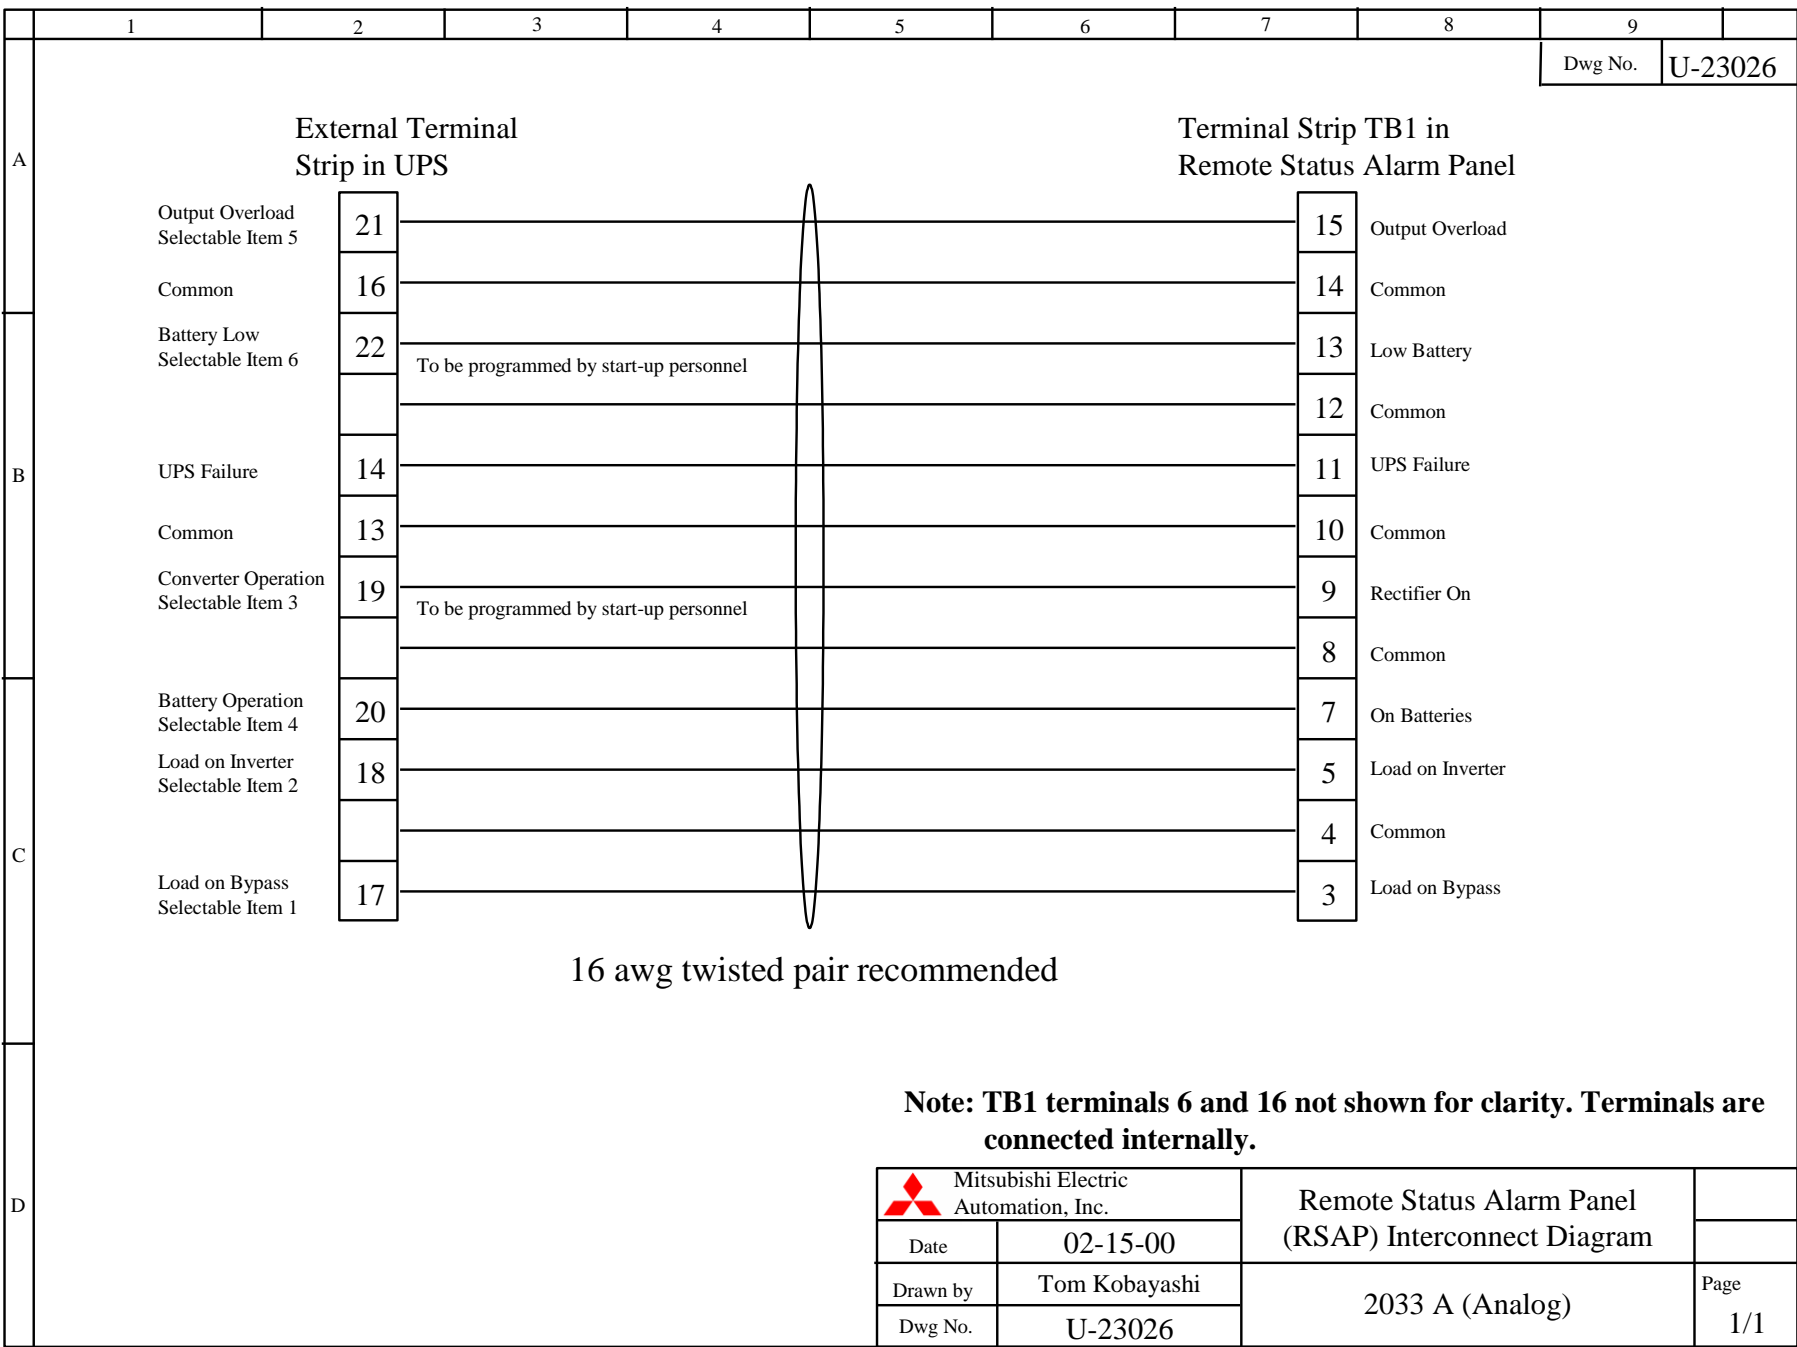 1 2 3 4 5 6 7 8 9
Dwg No. U-23026
External Terminal
Strip in UPS
Terminal Strip TB1 in
Remote Status Alarm Panel
A
Output Overload
Selectable Item 5
21
15
Output Overload
Common
16
14
Common
Battery Low
Selectable Item 6
22
To be programmed by start-up personnel
13
Low Battery
12
Common
B
UPS Failure
14
11
UPS Failure
Common
13
10
Common
Converter Operation
Selectable Item 3
19
To be programmed by start-up personnel
9
Rectifier On
8
Common
Battery Operation
Selectable Item 4
20
7
On Batteries
Load on Inverter
Selectable Item 2
18
5
Load on Inverter
4
Common
C
Load on Bypass
Selectable Item 1
17
3
Load on Bypass
16 awg twisted pair recommended
Note: TB1 terminals 6 and 16 not shown for clarity. Terminals are
connected internally.
D
Mitsubishi Electric
Automation, Inc.
Remote Status Alarm Panel
(RSAP) Interconnect Diagram
Date 02-15-00
Drawn by Tom Kobayashi
2033 A (Analog)
Page
1/1
Dwg No. U-23026